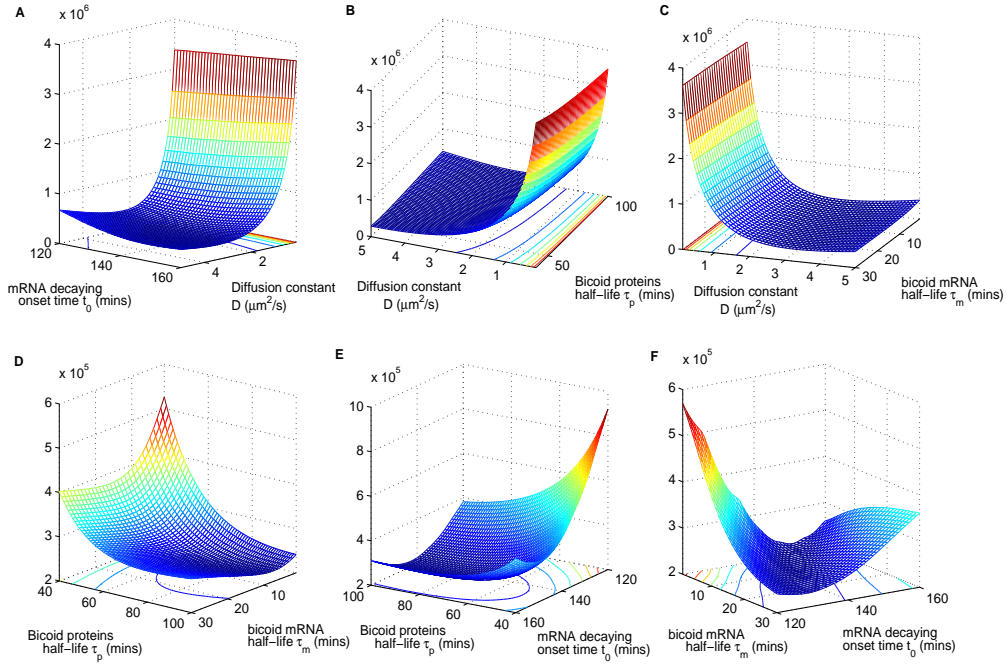 A
x 10^6
4
3
2
1
0
120
140
160
4
2
mRNA decaying
onset time t_0 (mins)
Diffusion constant
D (μm^2/s)
B
x 10^6
4
3
2
1
0
5
4
3
2
1
50
100
Diffusion constant
D (μm^2/s)
Bicoid proteins
half−life τ_p (mins)
C
x 10^6
4
3
2
1
0
1
2
3
4
5
30
20
10
Diffusion constant
D (μm^2/s)
bicoid mRNA
half−life τ_m (mins)
D
x 10^5
6
5
4
3
2
40
60
80
100
30
20
10
Bicoid proteins
half−life τ_p (mins)
bicoid mRNA
half−life τ_m (mins)
E
x 10^5
10
8
6
4
2
100
80
60
40
160
140
120
Bicoid proteins
half−life τ_p (mins)
mRNA decaying
onset time t_0 (mins)
F
x 10^5
6
5
4
3
2
10
20
30
120
140
160
bicoid mRNA
half−life τ_m (mins)
mRNA decaying
onset time t_0 (mins)